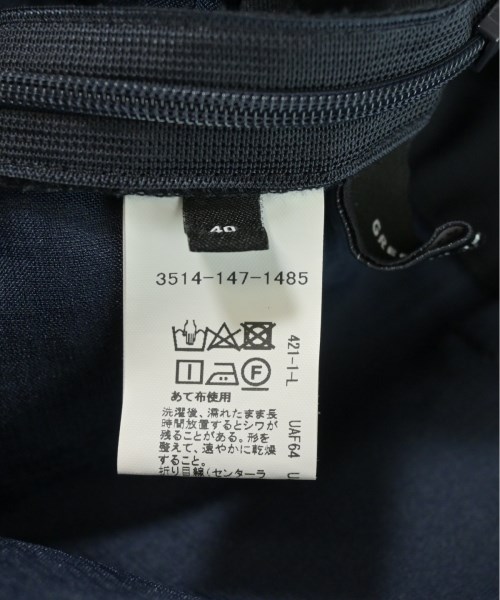 40
GRE
3514-147-1485
421-1-L
UAF64
あて布使用
洗濯後、濡れたまま長
時間放置するとシワが
残ることがある。形を
整えて、速やかに乾燥
すること。
折り目線(センターラ